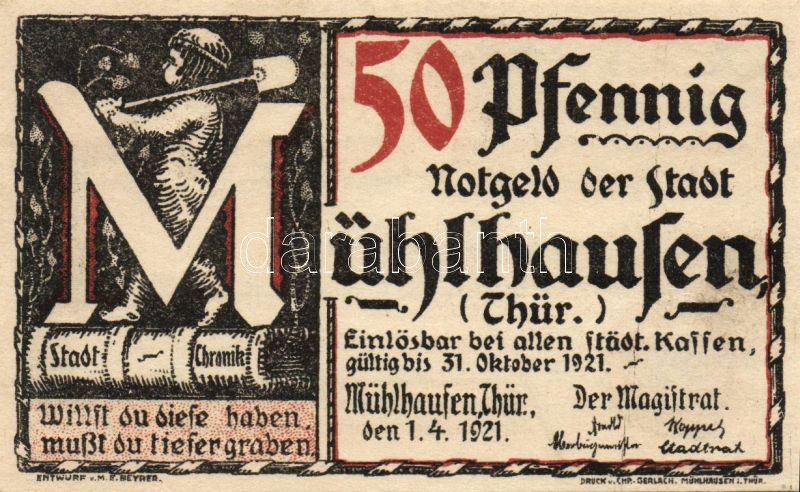 50 Pfennig
Notgeld der Stadt
Mühlhausen,
(Thür.)
Einlösbar bei allen städt. Kassen,
gültig bis 31. Oktober 1921.
Mühlhausen, Thür., Der Magistrat.
den 1. 4. 1921.
Oberbürgermeister Stadtrat
Stadt - Chronik
Willst du diese haben,
mußt du tiefer graben
ENTWURF v. M. E. BEYRER.
DRUCK v. CHR. GERLACH, MÜHLHAUSEN i. THÜR.
darabanth